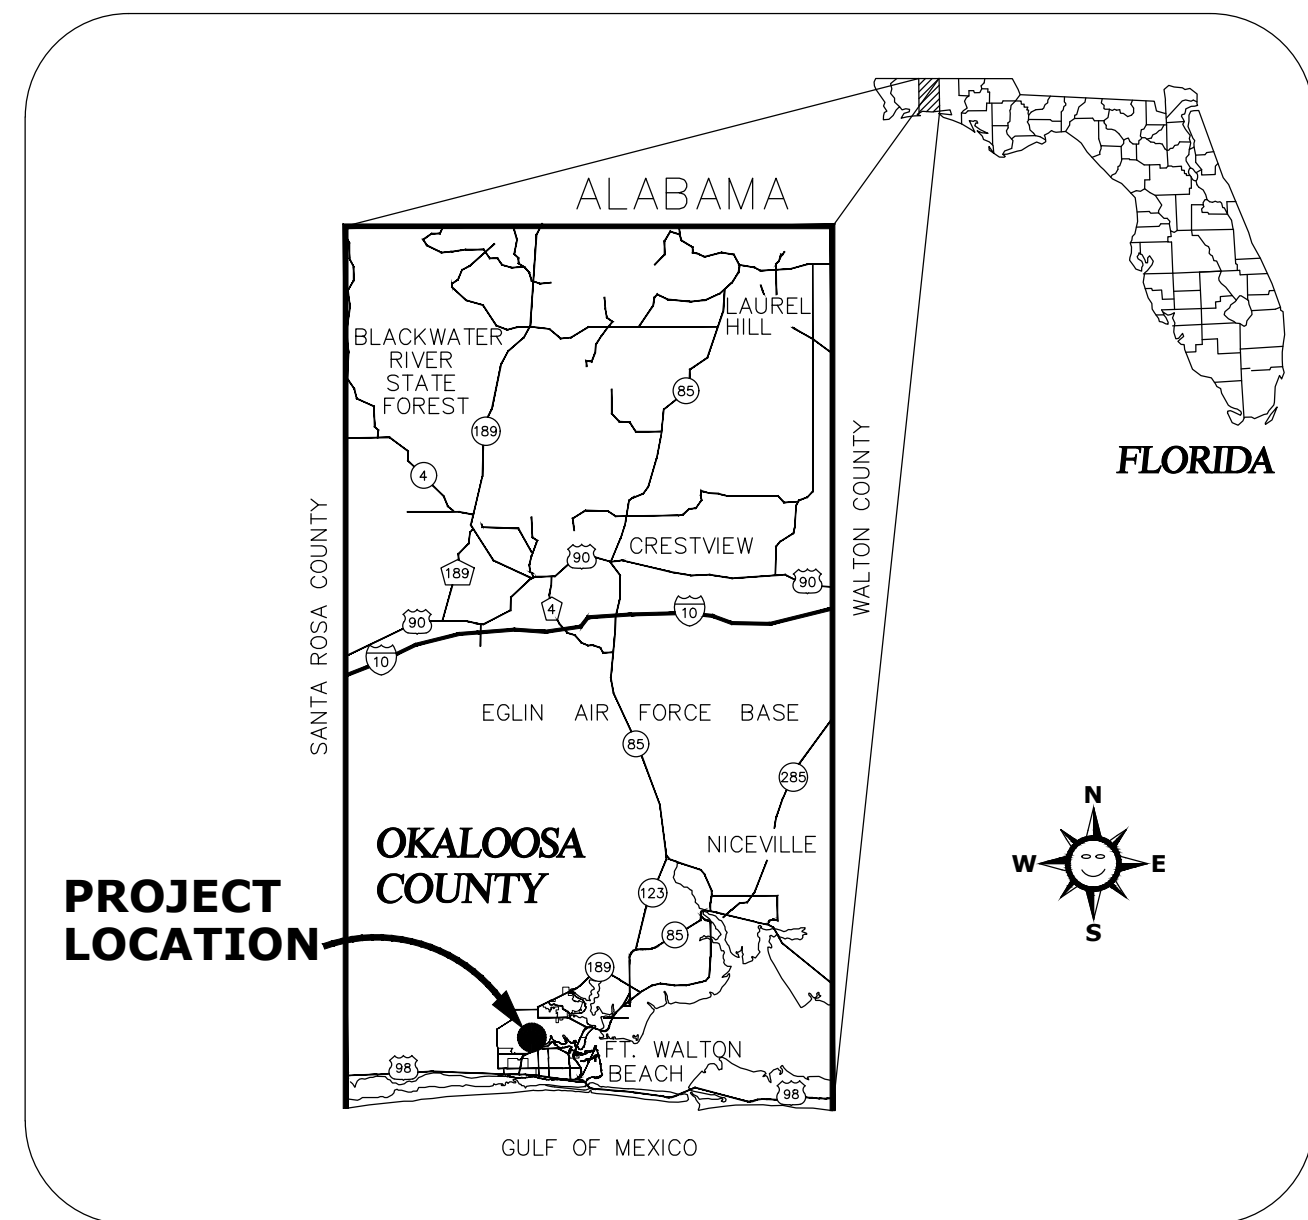 ALABAMA
LAUREL
HILL
BLACKWATER
RIVER
STATE
FOREST
85
189
4
FLORIDA
WALTON COUNTY
SANTA ROSA COUNTY
CRESTVIEW
90
189
90
4
10
90
10
EGLIN AIR FORCE BASE
85
285
N
W
E
S
OKALOOSA
COUNTY
NICEVILLE
PROJECT
LOCATION
123
85
189
FT. WALTON
BEACH
98
98
GULF OF MEXICO